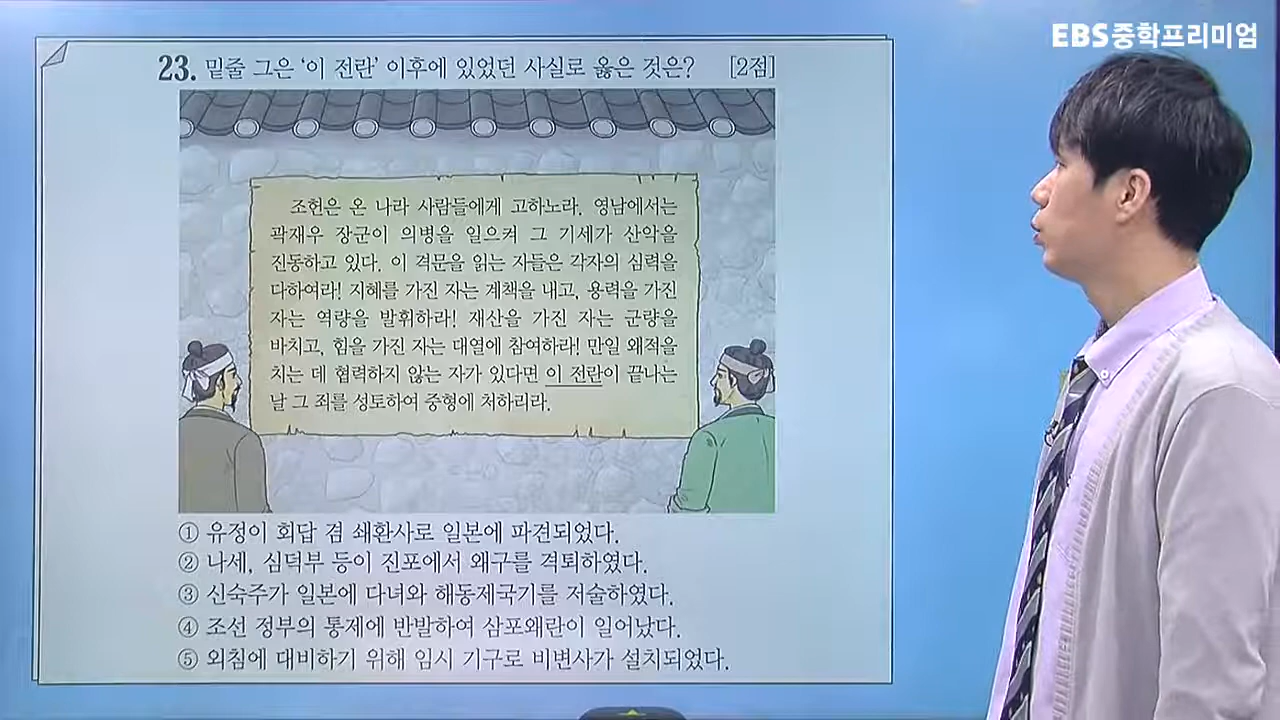 EBS중학프리미엄
23. 밑줄 그은 ‘이 전란’ 이후에 있었던 사실로 옳은 것은? [2점]
조헌은 온 나라 사람들에게 고하노라. 영남에서는
곽재우 장군이 의병을 일으켜 그 기세가 산악을
진동하고 있다. 이 격문을 읽는 자들은 각자의 심력을
다하여라! 지혜를 가진 자는 계책을 내고, 용력을 가진
자는 역량을 발휘하라! 재산을 가진 자는 군량을
바치고, 힘을 가진 자는 대열에 참여하라! 만일 왜적을
치는 데 협력하지 않는 자가 있다면 이 전란이 끝나는
날 그 죄를 성토하여 중형에 처하리라.
① 유정이 회답 겸 쇄환사로 일본에 파견되었다.
② 나세, 심덕부 등이 진포에서 왜구를 격퇴하였다.
③ 신숙주가 일본에 다녀와 해동제국기를 저술하였다.
④ 조선 정부의 통제에 반발하여 삼포왜란이 일어났다.
⑤ 외침에 대비하기 위해 임시 기구로 비변사가 설치되었다.